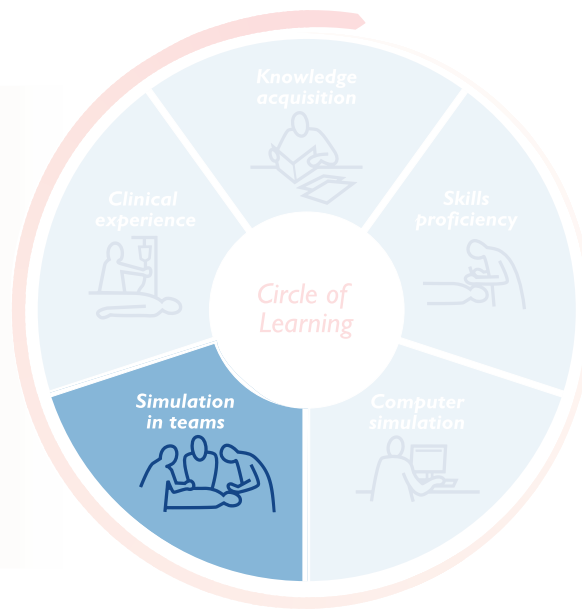 Knowledge
acquisition
Skills
proficiency
Clinical
experience
Circle of
Learning
Simulation
in teams
Computer
simulation